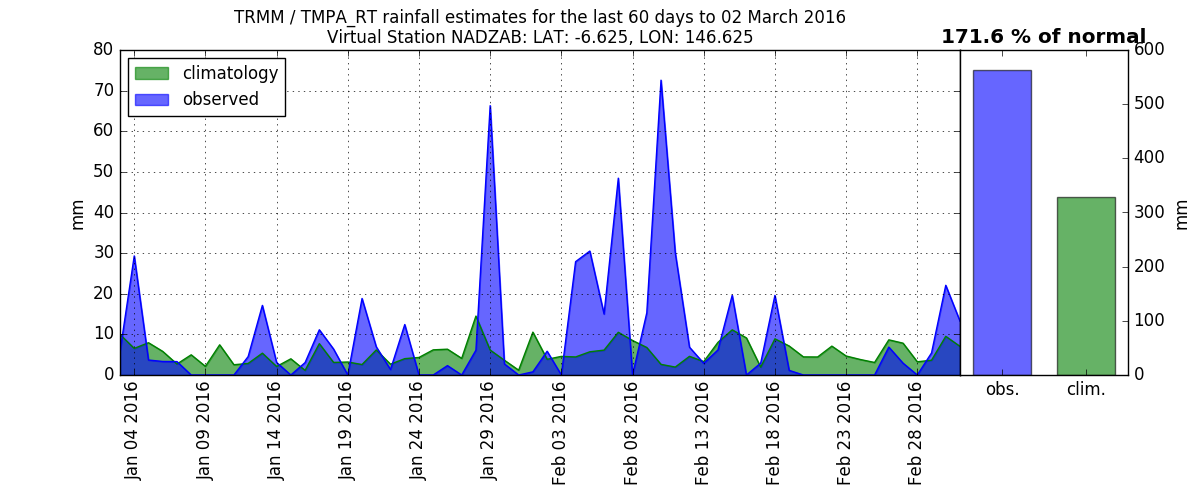 TRMM / TMPA_RT rainfall estimates for the last 60 days to 02 March 2016
Virtual Station NADZAB: LAT: -6.625, LON: 146.625
171.6 % of normal
climatology
observed
mm
80
70
60
50
40
30
20
10
0
Jan 04 2016
Jan 09 2016
Jan 14 2016
Jan 19 2016
Jan 24 2016
Jan 29 2016
Feb 03 2016
Feb 08 2016
Feb 13 2016
Feb 18 2016
Feb 23 2016
Feb 28 2016
obs.
clim.
600
500
400
300
200
100
0
mm